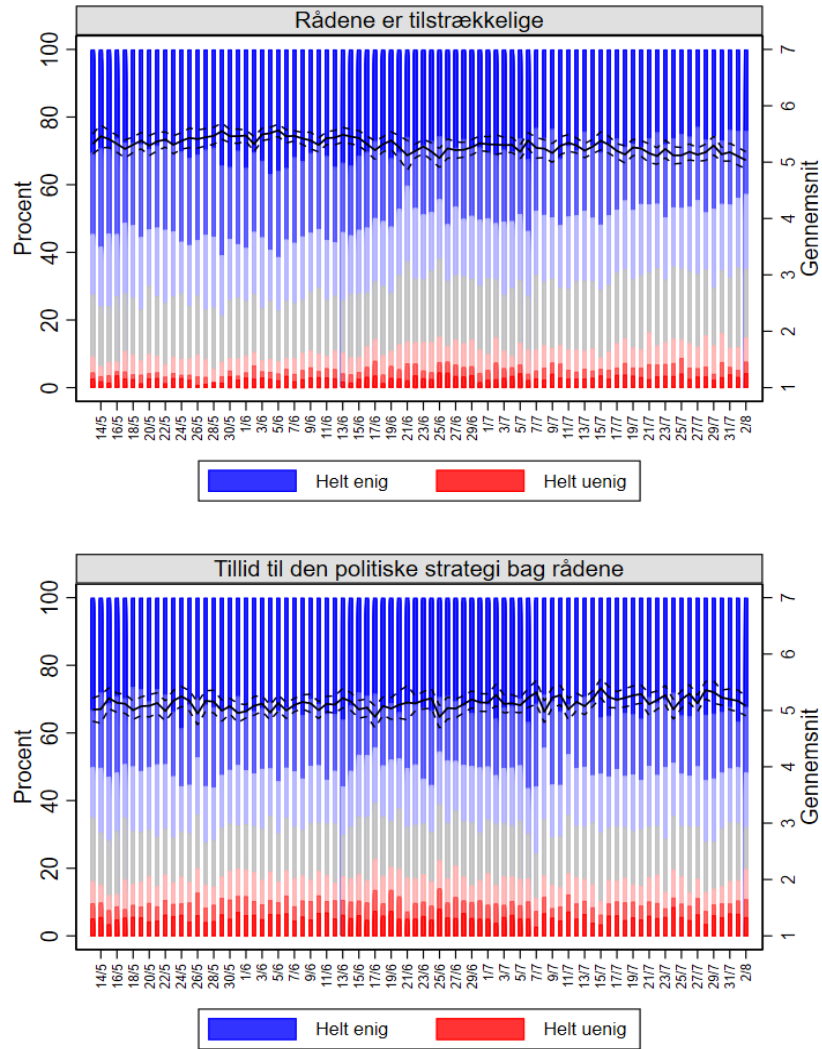 Rådene er tilstrækkelige
Procent
0 20 40 60 80 100
Gennemsnit
1 2 3 4 5 6 7
14/5 16/5 18/5 20/5 22/5 24/5 26/5 28/5 30/5 1/6 3/6 5/6 7/6 9/6 11/6 13/6 15/6 17/6 19/6 21/6 23/6 25/6 27/6 29/6 1/7 3/7 5/7 7/7 9/7 11/7 13/7 15/7 17/7 19/7 21/7 23/7 25/7 27/7 29/7 31/7 2/8
Helt enig Helt uenig
Tillid til den politiske strategi bag rådene
Procent
0 20 40 60 80 100
Gennemsnit
1 2 3 4 5 6 7
14/5 16/5 18/5 20/5 22/5 24/5 26/5 28/5 30/5 1/6 3/6 5/6 7/6 9/6 11/6 13/6 15/6 17/6 19/6 21/6 23/6 25/6 27/6 29/6 1/7 3/7 5/7 7/7 9/7 11/7 13/7 15/7 17/7 19/7 21/7 23/7 25/7 27/7 29/7 31/7 2/8
Helt enig Helt uenig